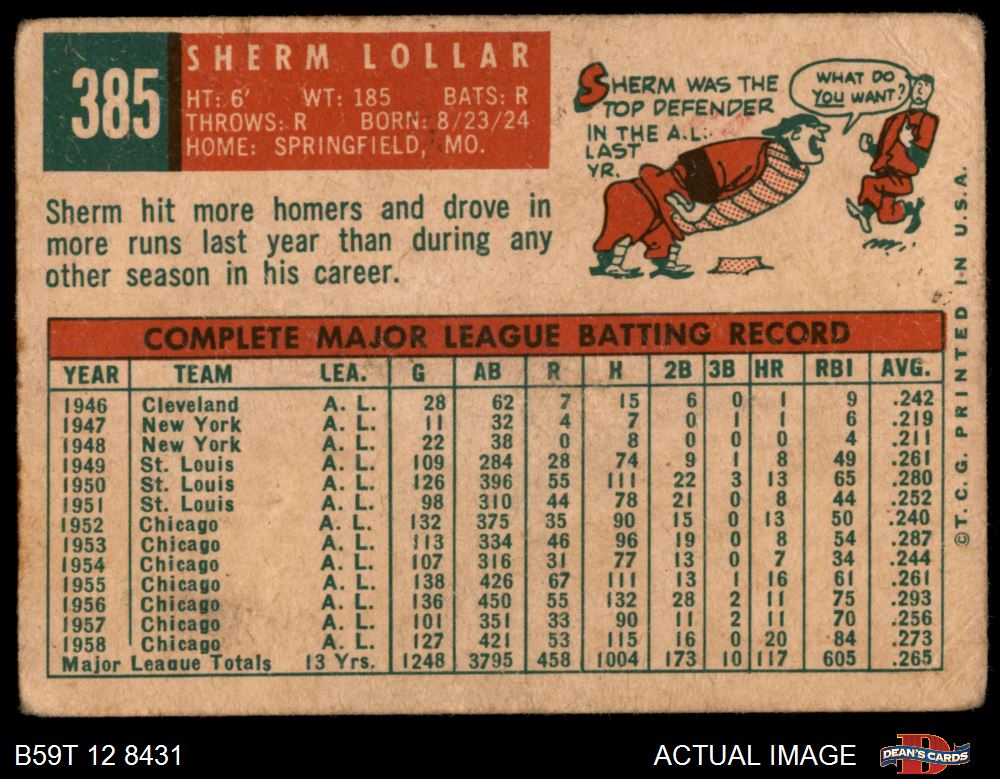 385
SHERM LOLLAR
HT: 6' WT: 185 BATS: R
THROWS: R BORN: 8/23/24
HOME: SPRINGFIELD, MO.
SHERM WAS THE
TOP DEFENDER
IN THE A.L.
LAST
YR.
WHAT DO
YOU WANT?
Sherm hit more homers and drove in
more runs last year than during any
other season in his career.
COMPLETE MAJOR LEAGUE BATTING RECORD
YEAR TEAM LEA. G AB R H 2B 3B HR RBI AVG.
1946 Cleveland A. L. 28 62 7 15 6 0 1 9 .242
1947 New York A. L. 11 32 4 7 0 1 1 6 .219
1948 New York A. L. 22 38 0 8 0 0 0 4 .211
1949 St. Louis A. L. 109 284 28 74 9 1 8 49 .261
1950 St. Louis A. L. 126 396 55 111 22 3 13 65 .280
1951 St. Louis A. L. 98 310 44 78 21 0 8 44 .252
1952 Chicago A. L. 132 375 35 90 15 0 13 50 .240
1953 Chicago A. L. 113 334 46 96 19 0 8 54 .287
1954 Chicago A. L. 107 316 31 77 13 0 7 34 .244
1955 Chicago A. L. 138 426 67 111 13 1 16 61 .261
1956 Chicago A. L. 136 450 55 132 28 2 11 75 .293
1957 Chicago A. L. 101 351 33 90 11 2 11 70 .256
1958 Chicago A. L. 127 421 53 115 16 0 20 84 .273
Major League Totals 13 Yrs. 1248 3795 458 1004 173 10 117 605 .265
©T.C.G. PRINTED IN U.S.A.
B59T 12 8431
ACTUAL IMAGE
DEAN'S CARDS